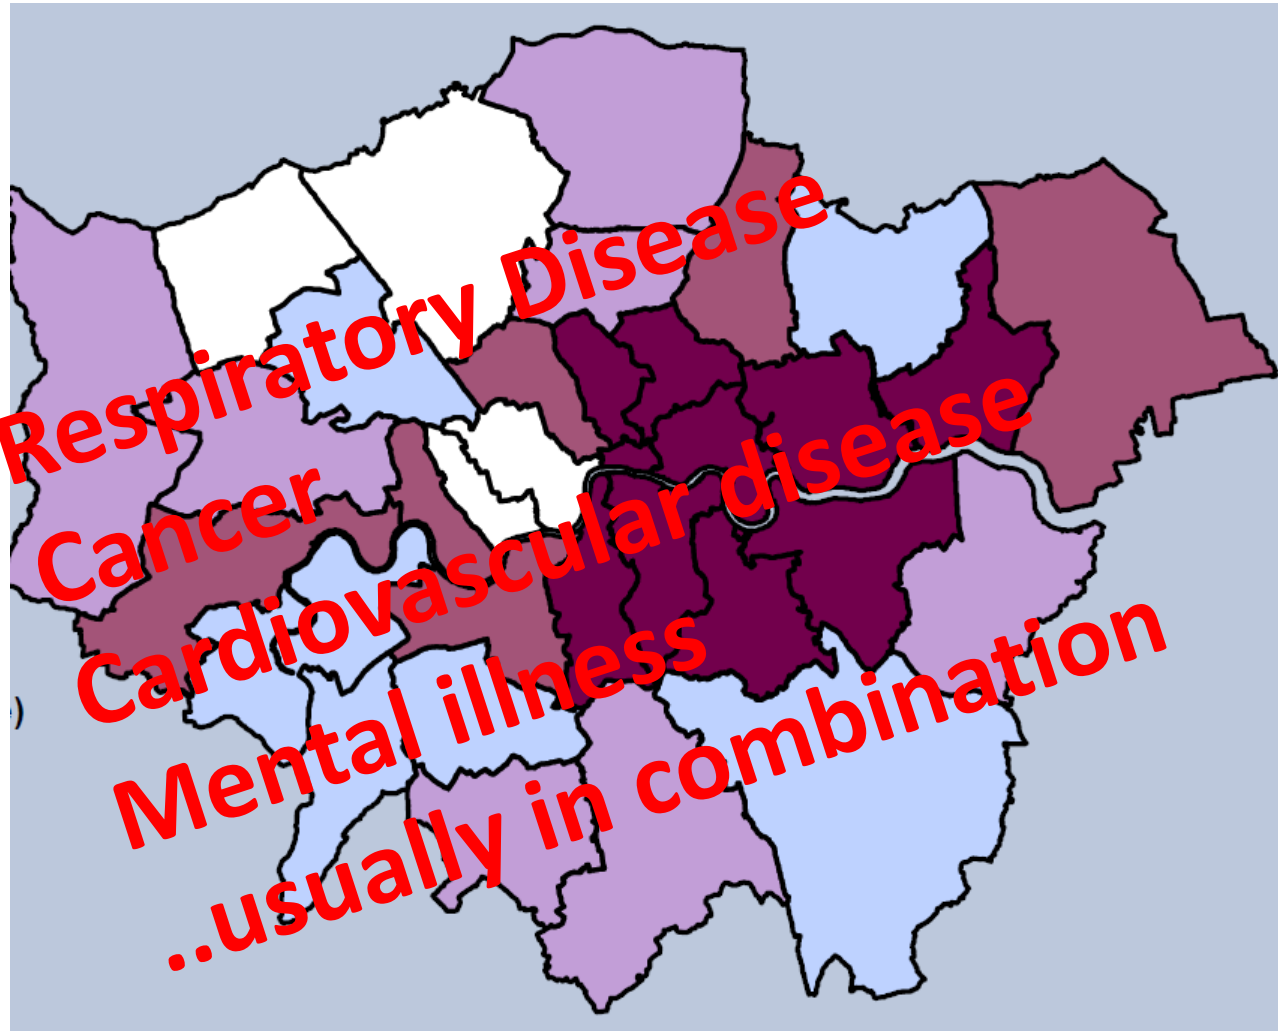 Respiratory Disease
Cancer
Cardiovascular disease
Mental illness
..usually in combination
)